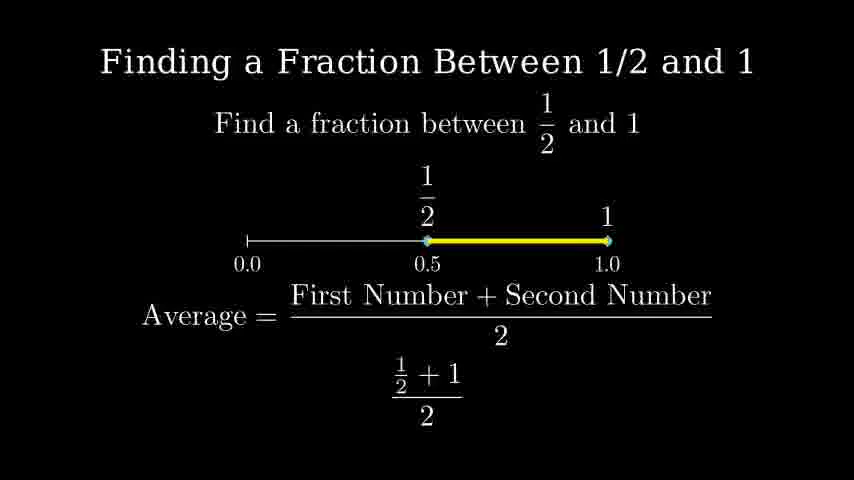 Finding a Fraction Between 1/2 and 1
Find a fraction between 1/2 and 1
1/2 1
0.0 0.5 1.0
Average = (First Number + Second Number)/2
(1/2 + 1)/2